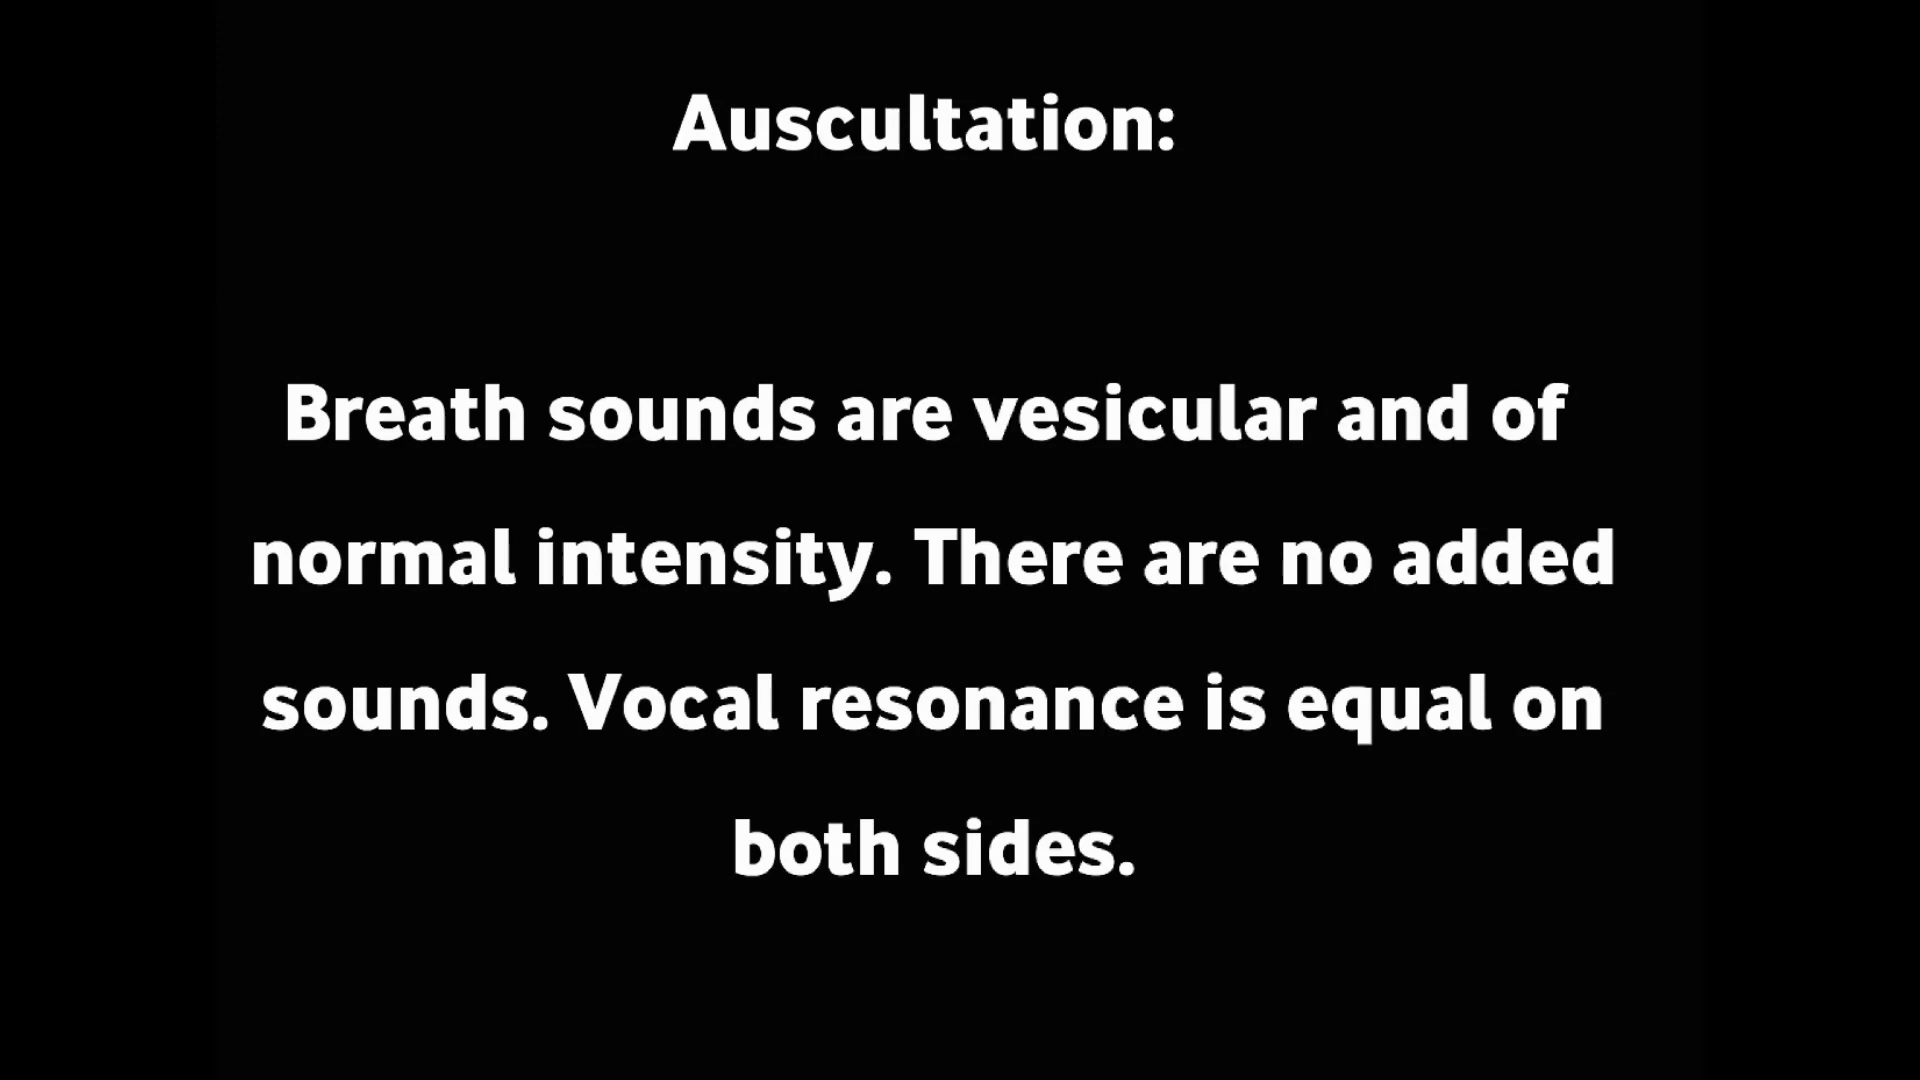 Auscultation:
Breath sounds are vesicular and of
normal intensity. There are no added
sounds. Vocal resonance is equal on
both sides.